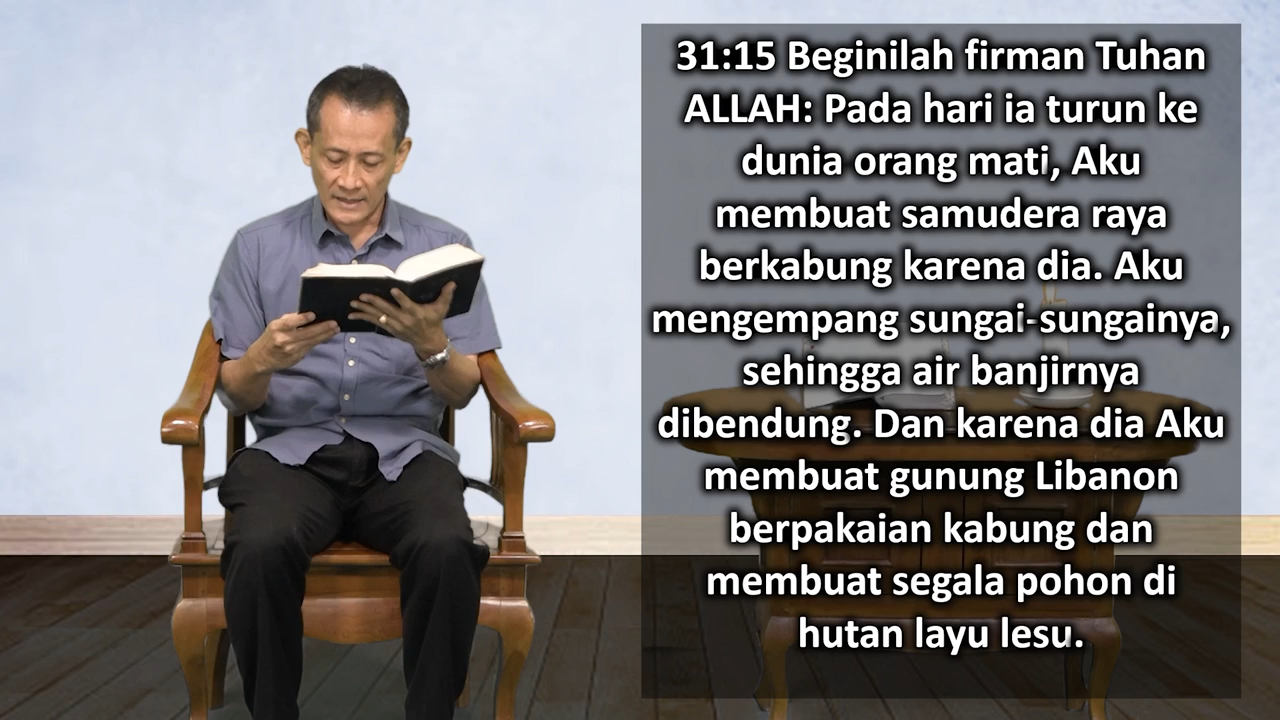 31:15 Beginilah firman Tuhan
ALLAH: Pada hari ia turun ke
dunia orang mati, Aku
membuat samudera raya
berkabung karena dia. Aku
mengempang sungai-sungainya,
sehingga air banjirnya
dibendung. Dan karena dia Aku
membuat gunung Libanon
berpakaian kabung dan
membuat segala pohon di
hutan layu lesu.